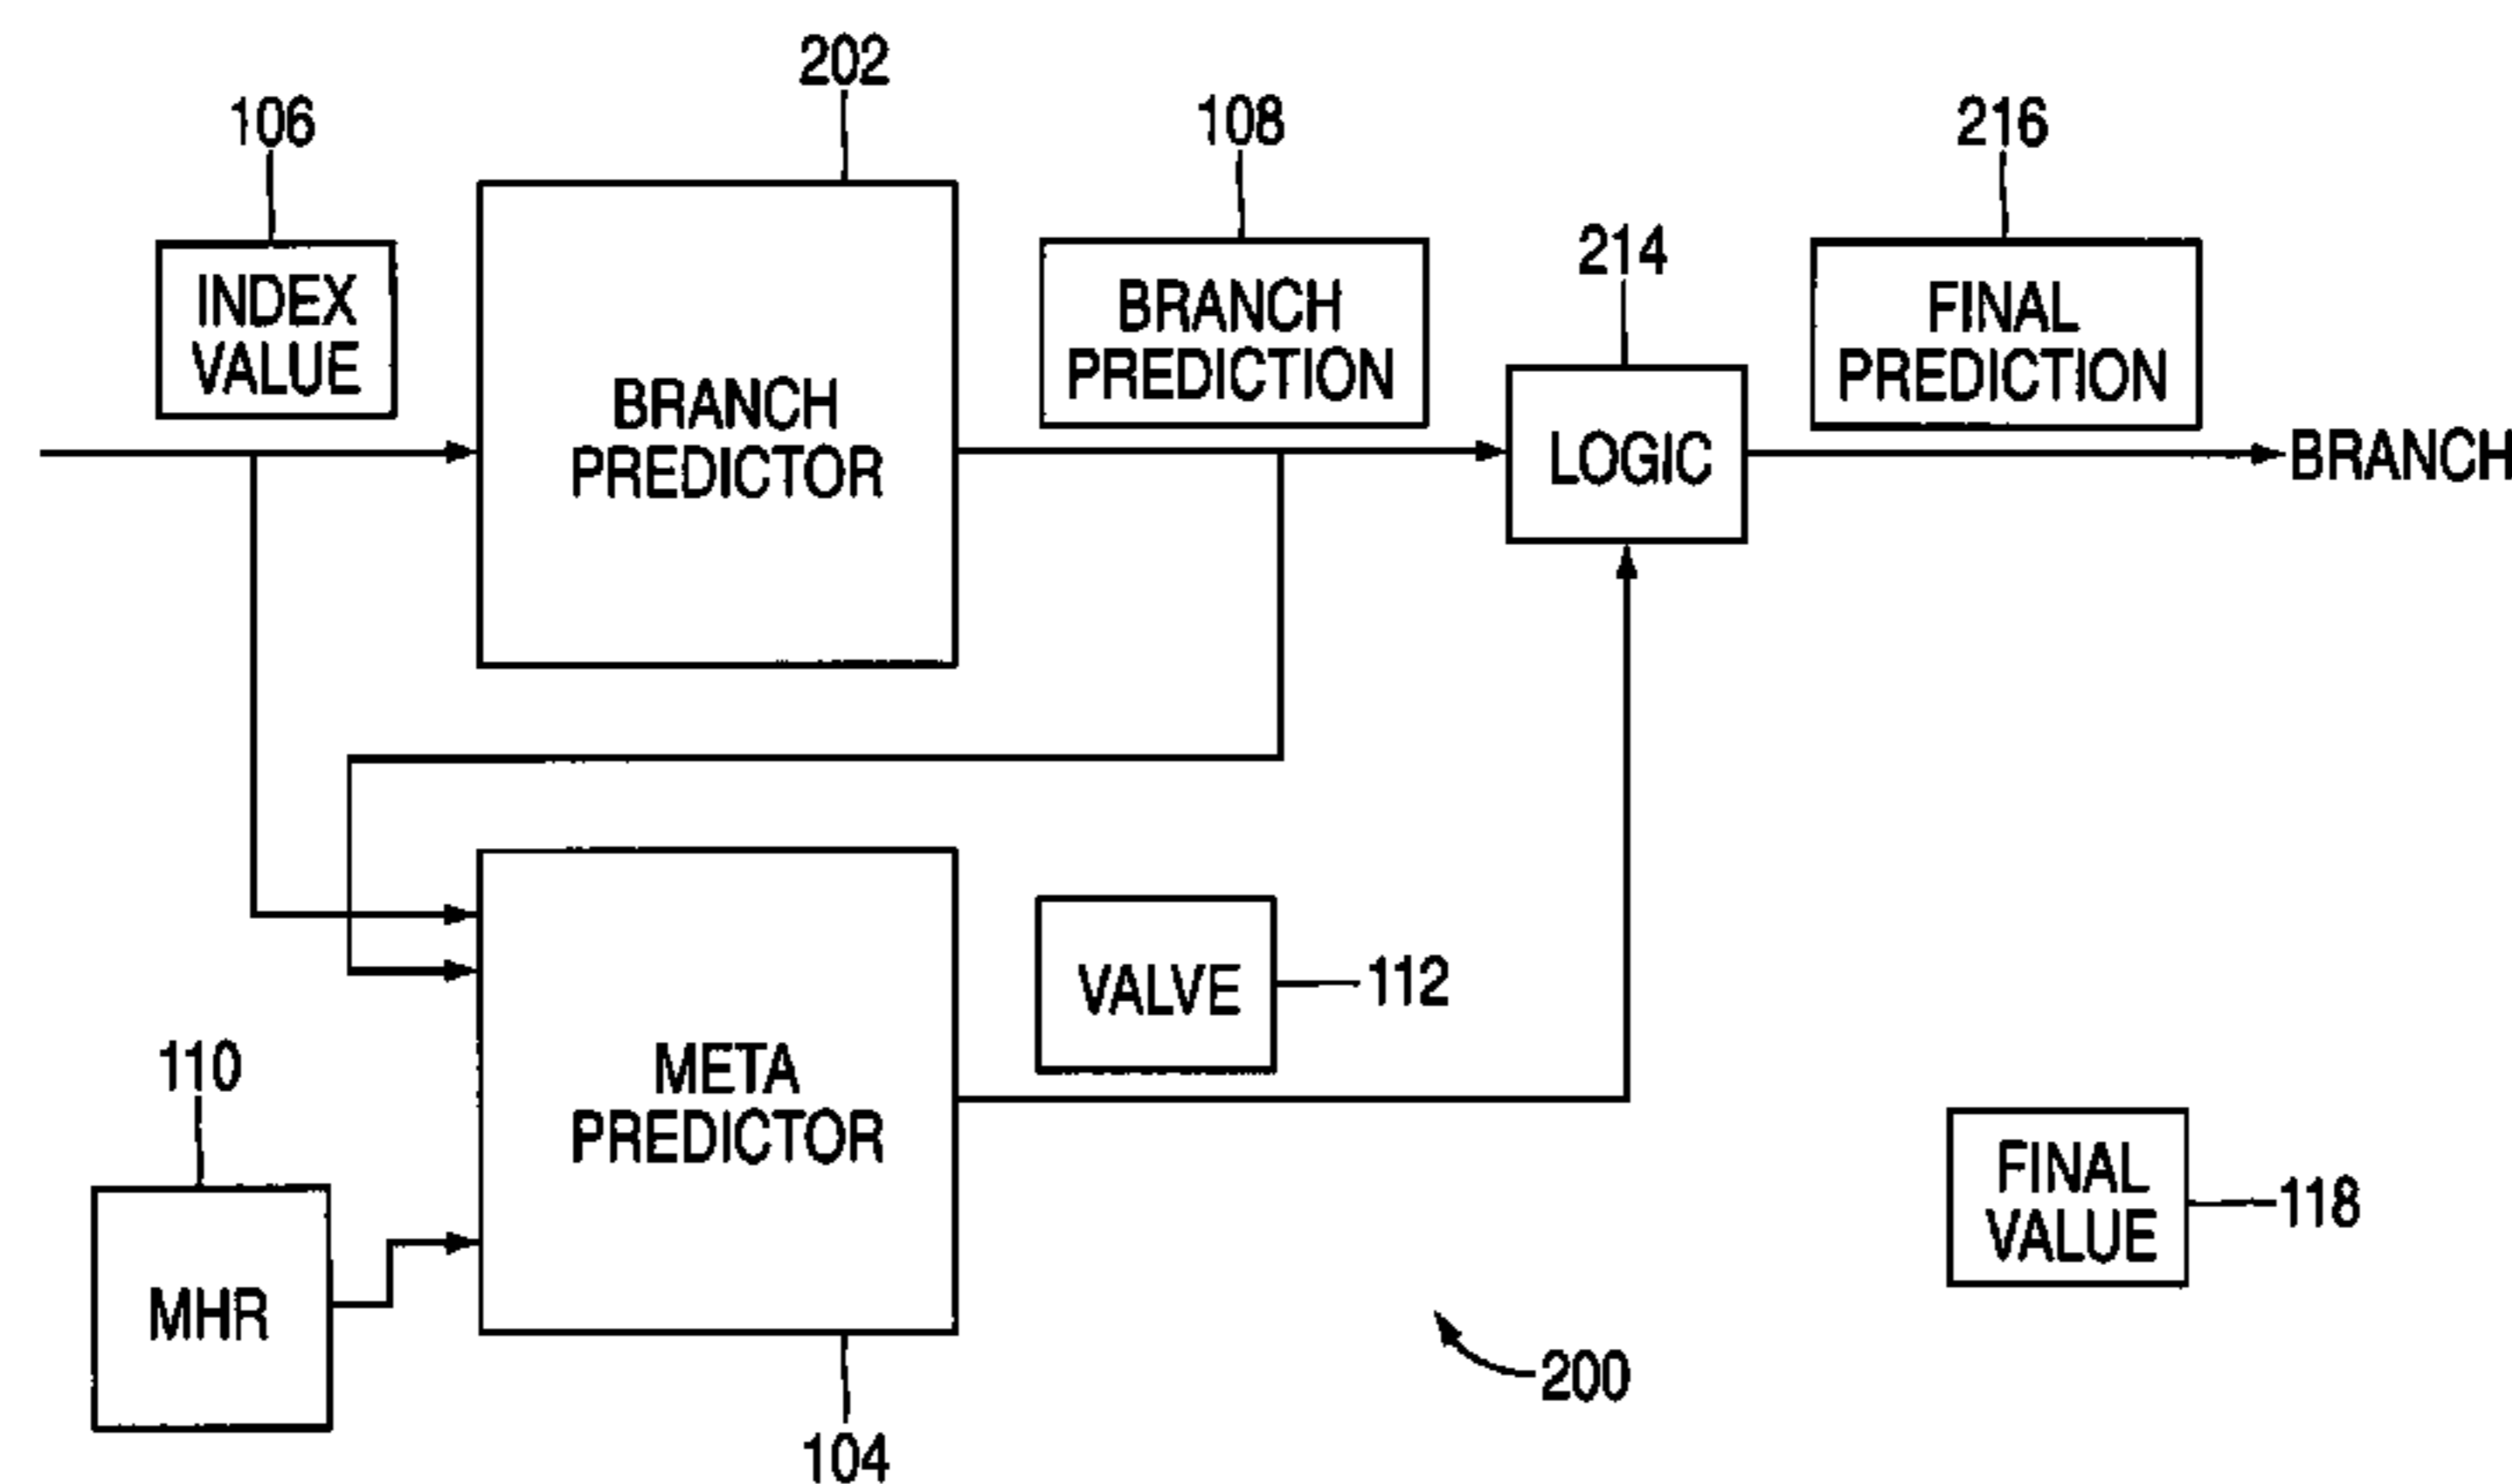 202
106
108
216
214
INDEX
VALUE
BRANCH
PREDICTION
FINAL
PREDICTION
BRANCH
PREDICTOR
LOGIC
BRANCH
VALVE
112
110
META
PREDICTOR
MHR
FINAL
VALUE
118
200
104